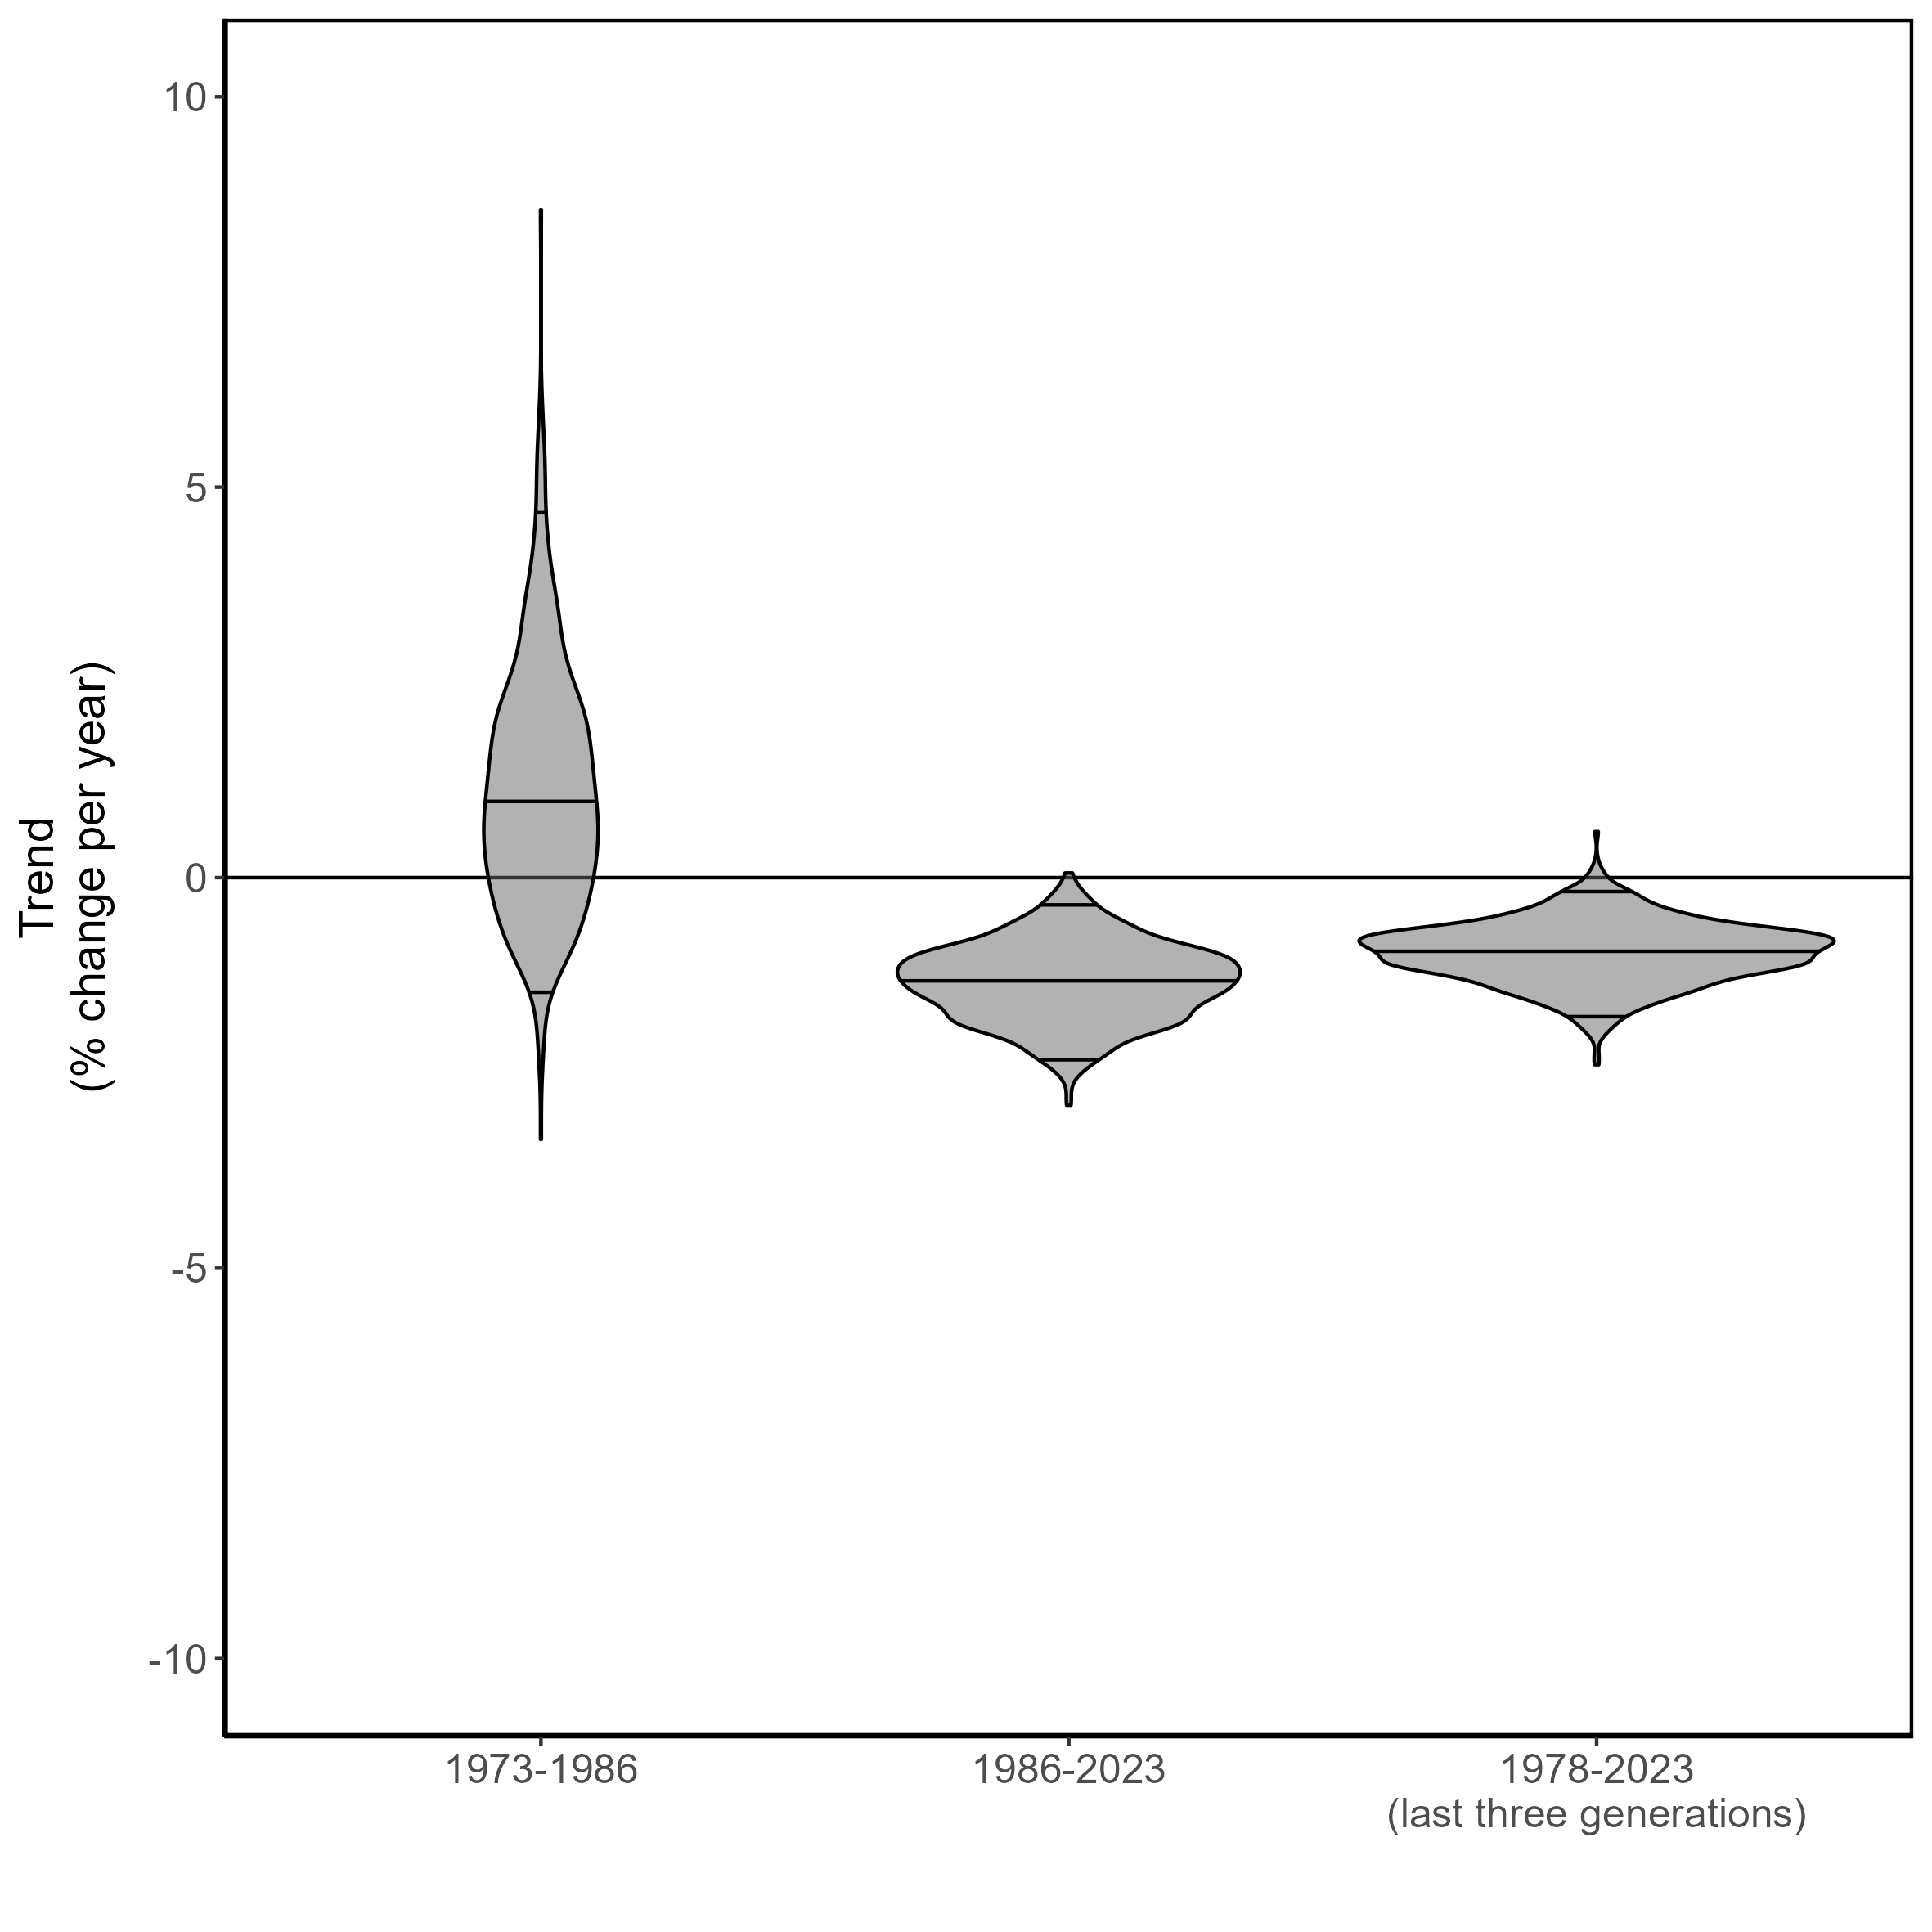 Trend
(% change per year)
10
5
0
-5
-10
1973-1986
1986-2023
1978-2023
(last three generations)